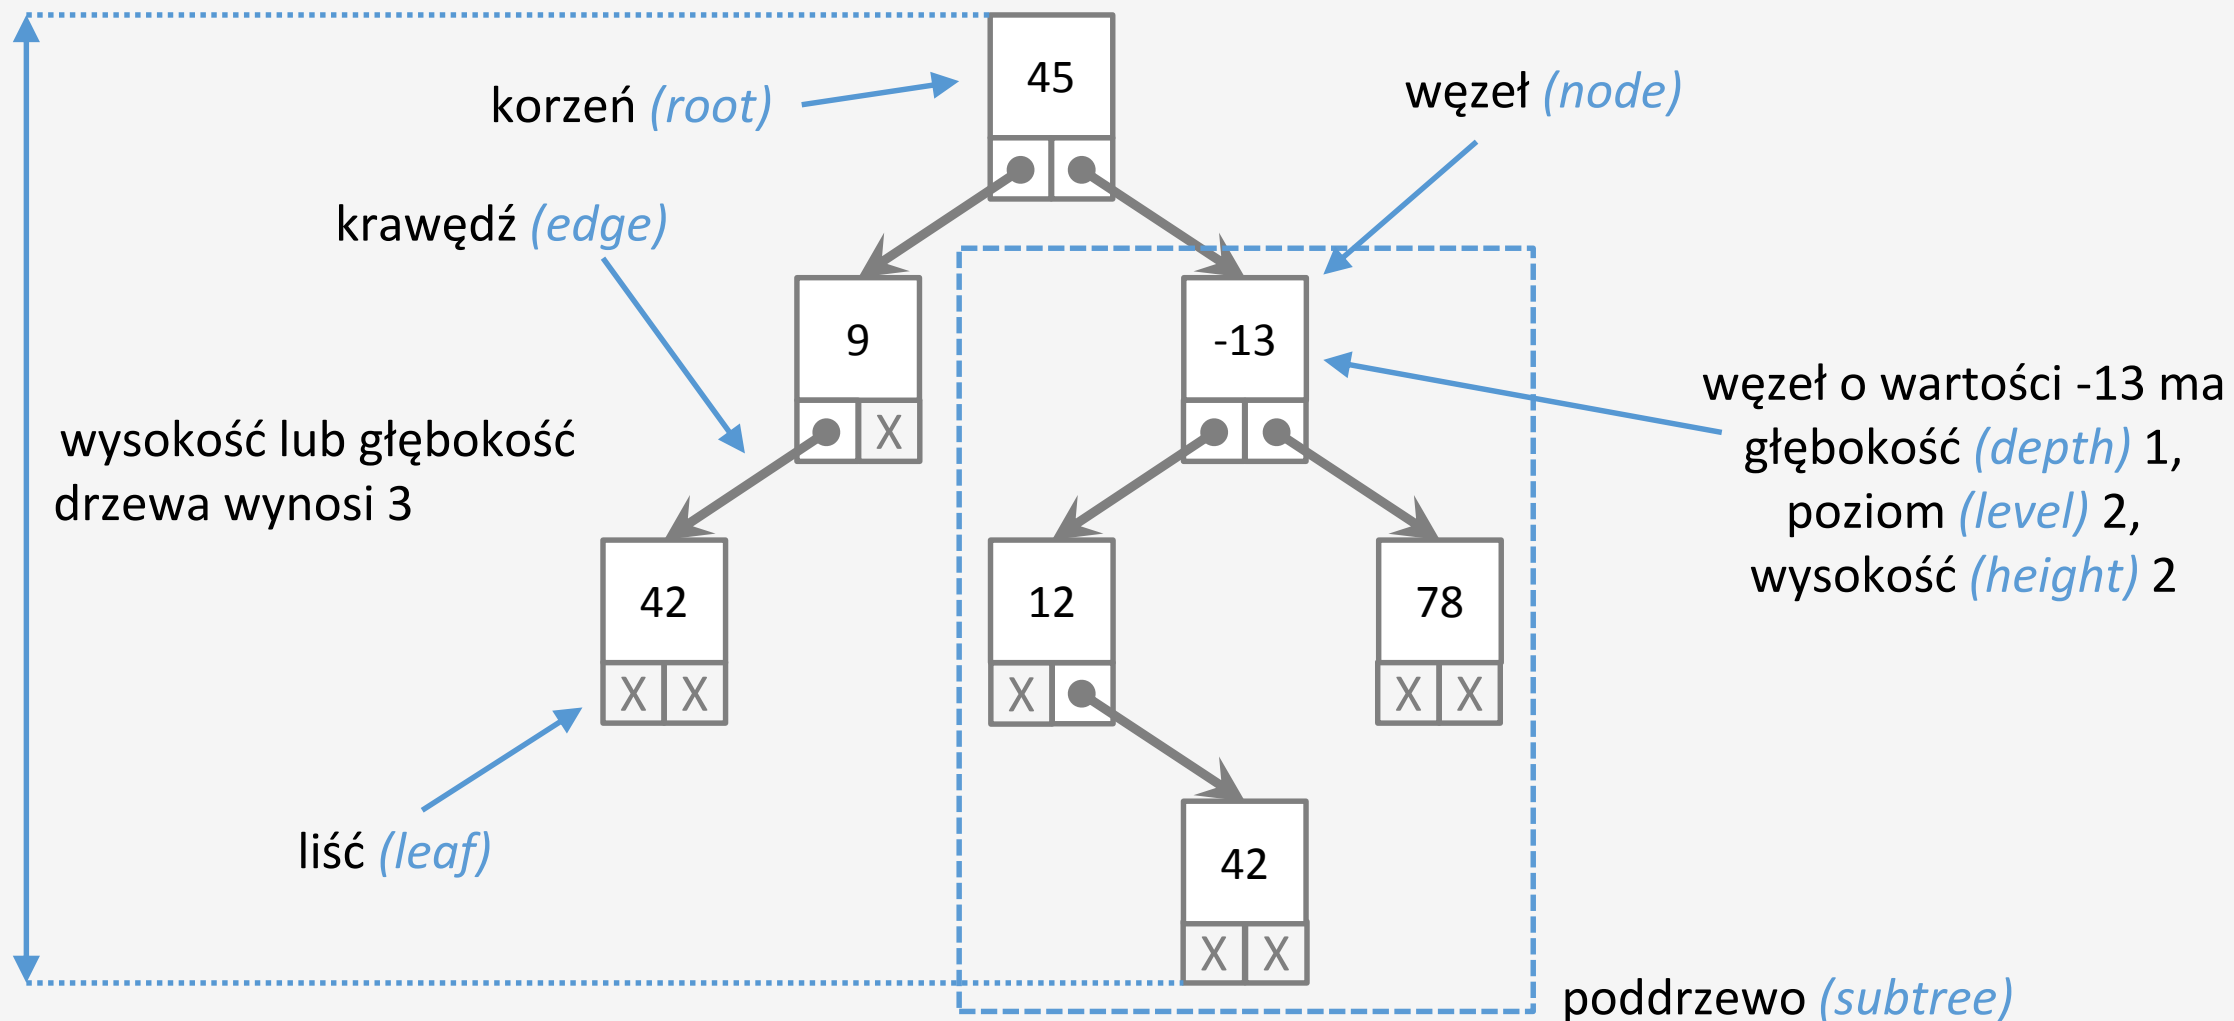 45
korzeń (root)
węzeł (node)
krawędź (edge)
9
-13
X
węzeł o wartości -13 ma
głębokość (depth) 1,
poziom (level) 2,
wysokość (height) 2
wysokość lub głębokość
drzewa wynosi 3
42
12
78
X X
X
X X
liść (leaf)
42
X X
poddrzewo (subtree)